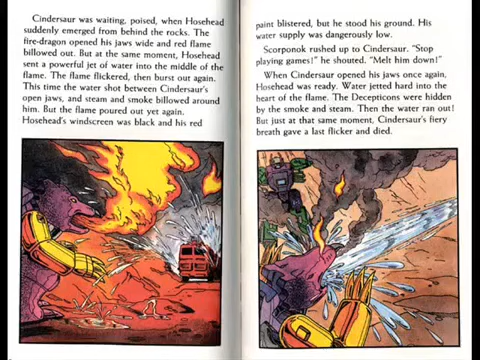 Cindersaur was waiting, poised, when Hosehead
suddenly emerged from behind the rocks. The
fire-dragon opened his jaws wide and red flame
billowed out. But at the same moment, Hosehead
sent a powerful jet of water into the middle of the
flame. The flame flickered, then burst out again.
This time the water shot between Cindersaur's
open jaws, and steam and smoke billowed around
him. But the flame poured out yet again.
Hosehead's windscreen was black and his red
paint blistered, but he stood his ground. His
water supply was dangerously low.
Scorponok rushed up to Cindersaur. "Stop
playing games!" he shouted. "Melt him down!"
When Cindersaur opened his jaws once again,
Hosehead was ready. Water jetted hard into the
heart of the flame. The Decepticons were hidden
by the smoke and steam. Then the water ran out!
But just at that same moment, Cindersaur's fiery
breath gave a last flicker and died.